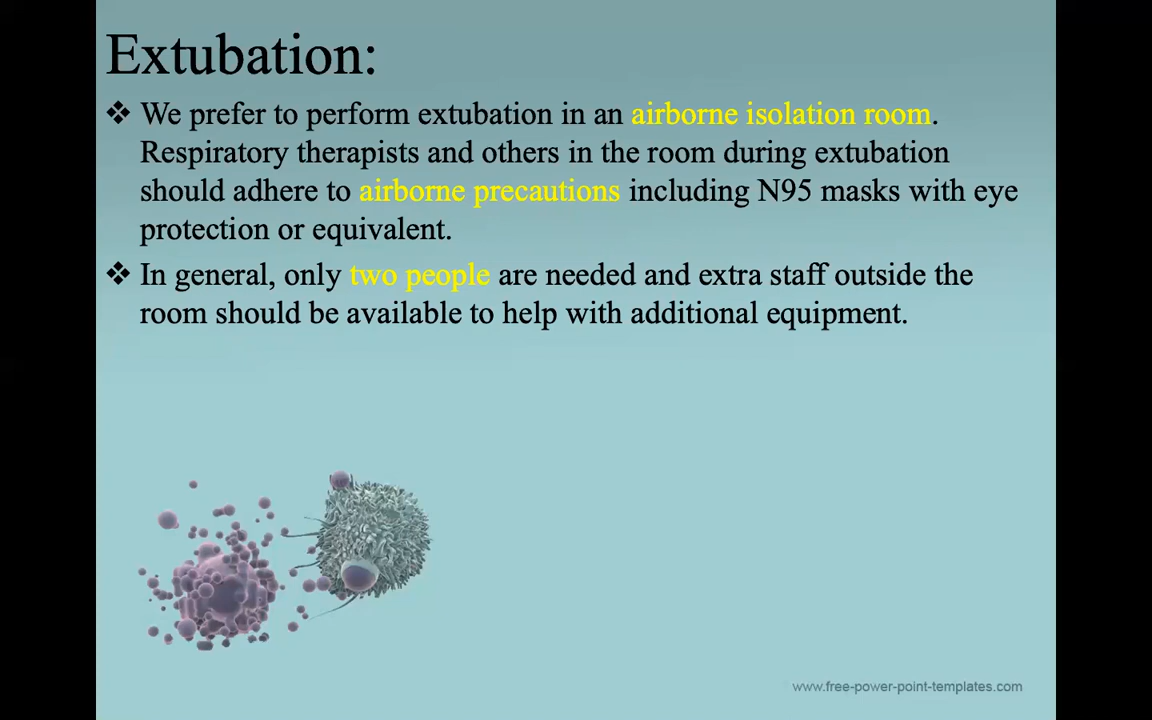 Extubation:
❖ We prefer to perform extubation in an airborne isolation room.
Respiratory therapists and others in the room during extubation
should adhere to airborne precautions including N95 masks with eye
protection or equivalent.
❖ In general, only two people are needed and extra staff outside the
room should be available to help with additional equipment.
www.free-power-point-templates.com